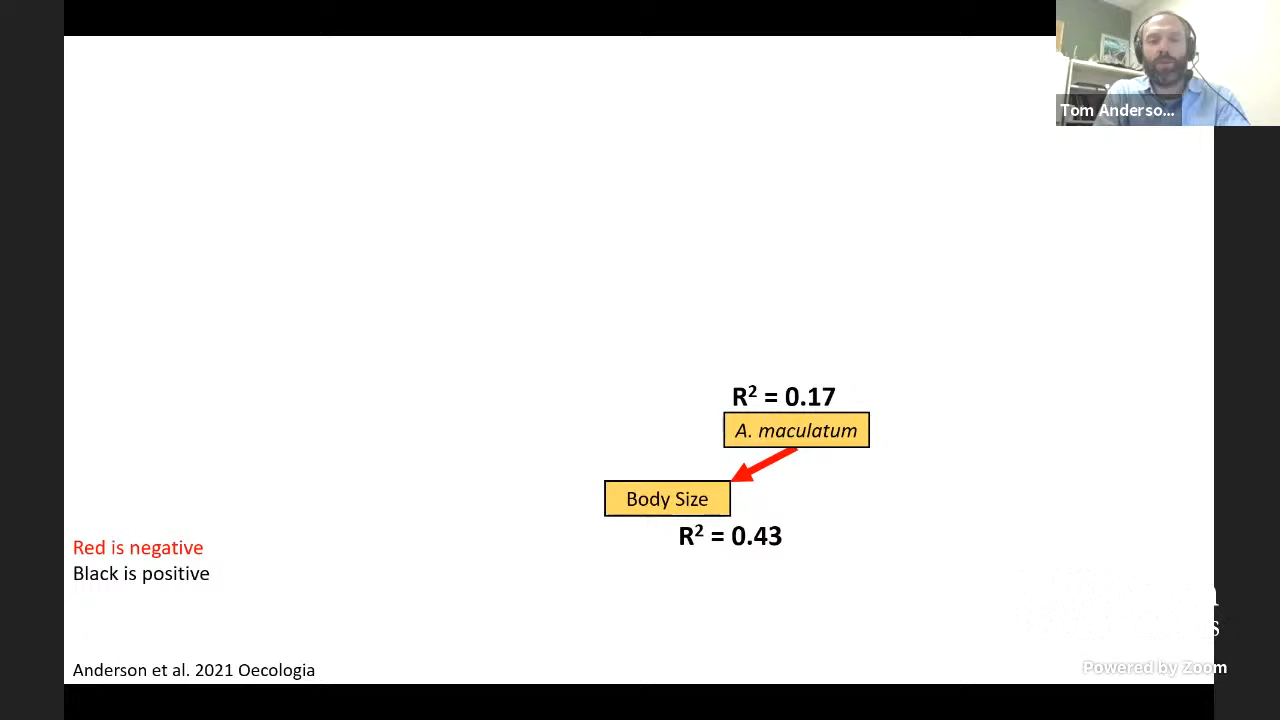 Tom Anderso...
R² = 0.17
A. maculatum
Body Size
R² = 0.43
Red is negative
Black is positive
Anderson et al. 2021 Oecologia
Powered by Zoom